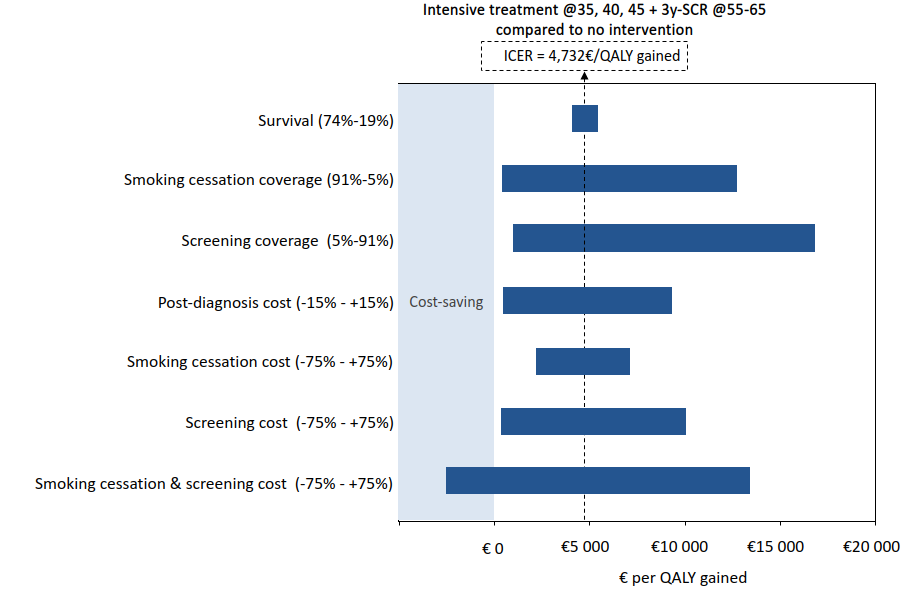 Intensive treatment @35, 40, 45 + 3y-SCR @55-65
compared to no intervention
ICER = 4,732€/QALY gained
Survival (74%-19%)
Smoking cessation coverage (91%-5%)
Screening coverage (5%-91%)
Post-diagnosis cost (-15% - +15%)
Cost-saving
Smoking cessation cost (-75% - +75%)
Screening cost (-75% - +75%)
Smoking cessation & screening cost (-75% - +75%)
€ 0
€5 000
€10 000
€15 000
€20 000
€ per QALY gained